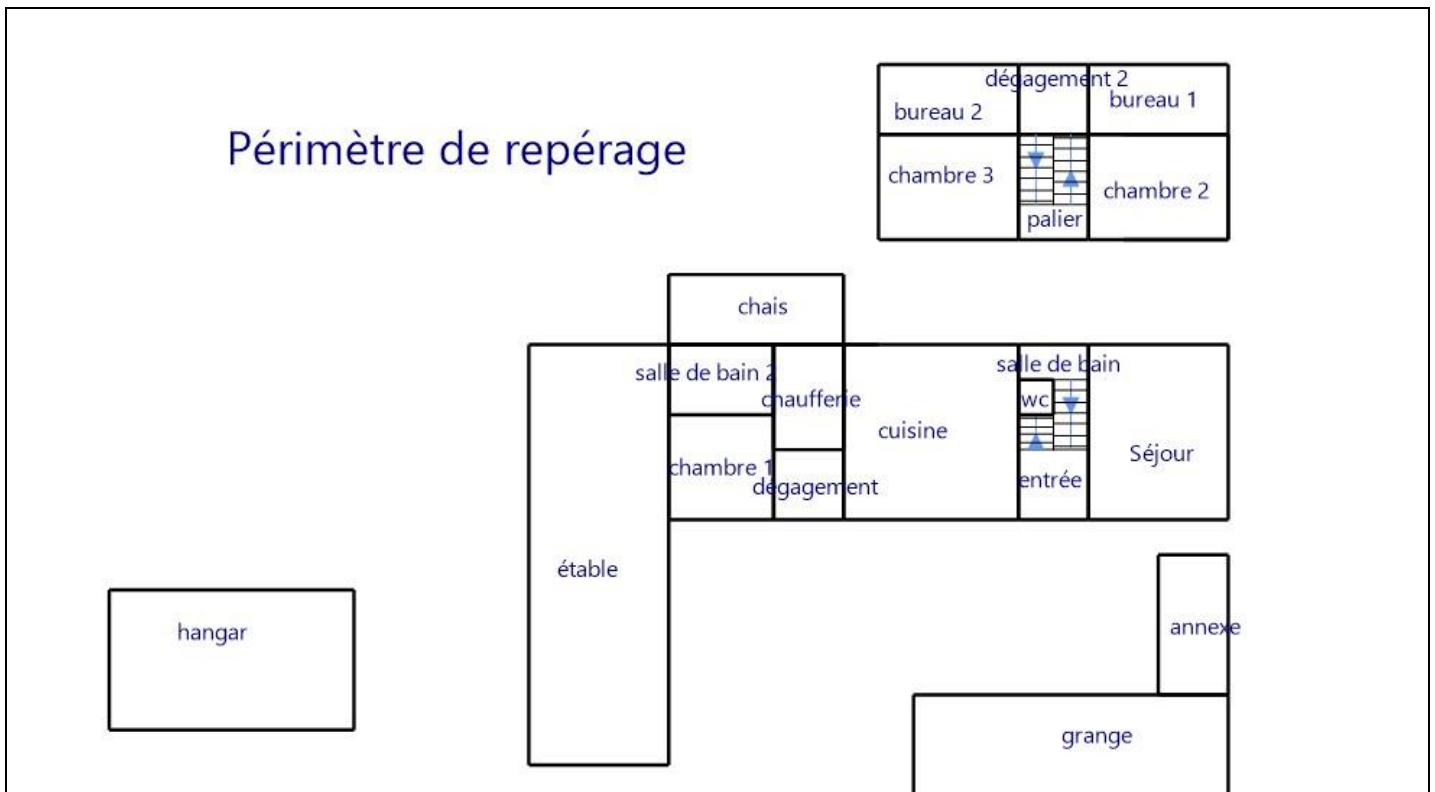 dégagement 2
bureau 2
bureau 1
Périmètre de repérage
chambre 3
chambre 2
palier
chais
salle de bain 2
salle de bain
chaufferie
wc
cuisine
Séjour
chambre 1
dégagement
entrée
étable
hangar
annexe
grange